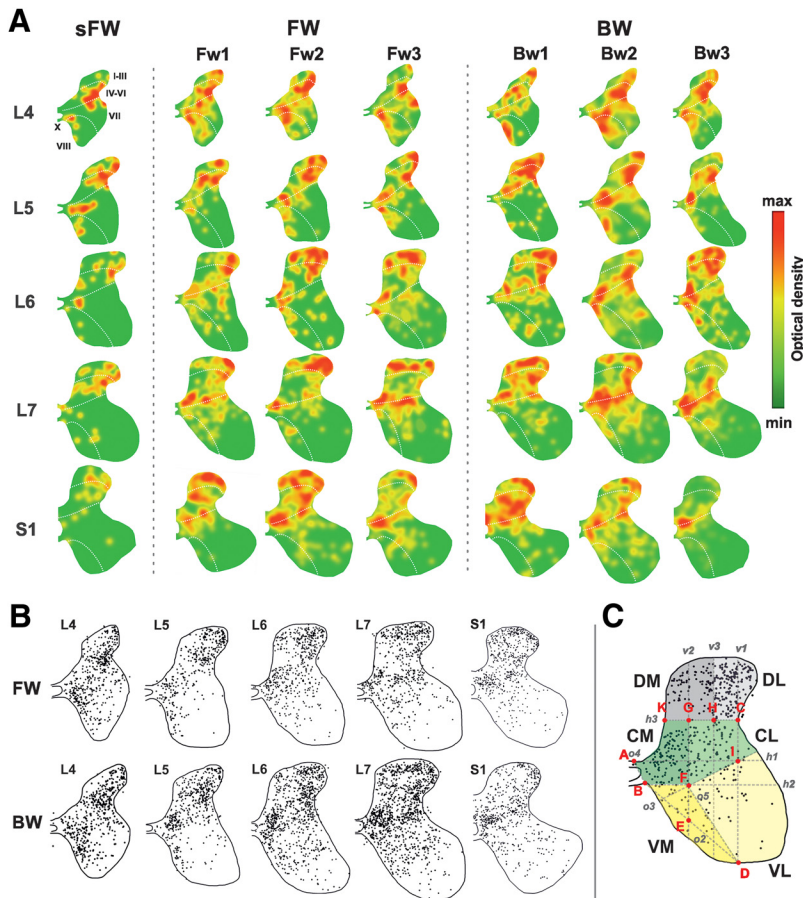 A
sFW FW BW
Fw1 Fw2 Fw3 Bw1 Bw2 Bw3
L4
I-III
IV-VI
VII
X
VIII
L5
L6
L7
S1
max
Optical density
min
B
L4 L5 L6 L7 S1
FW
L4 L5 L6 L7 S1
BW
C
v2 v3 v1
DM DL
K G H C
h3
CM CL
A o4 I h1
B F h2
o3 o5
E o2
VM VL
D